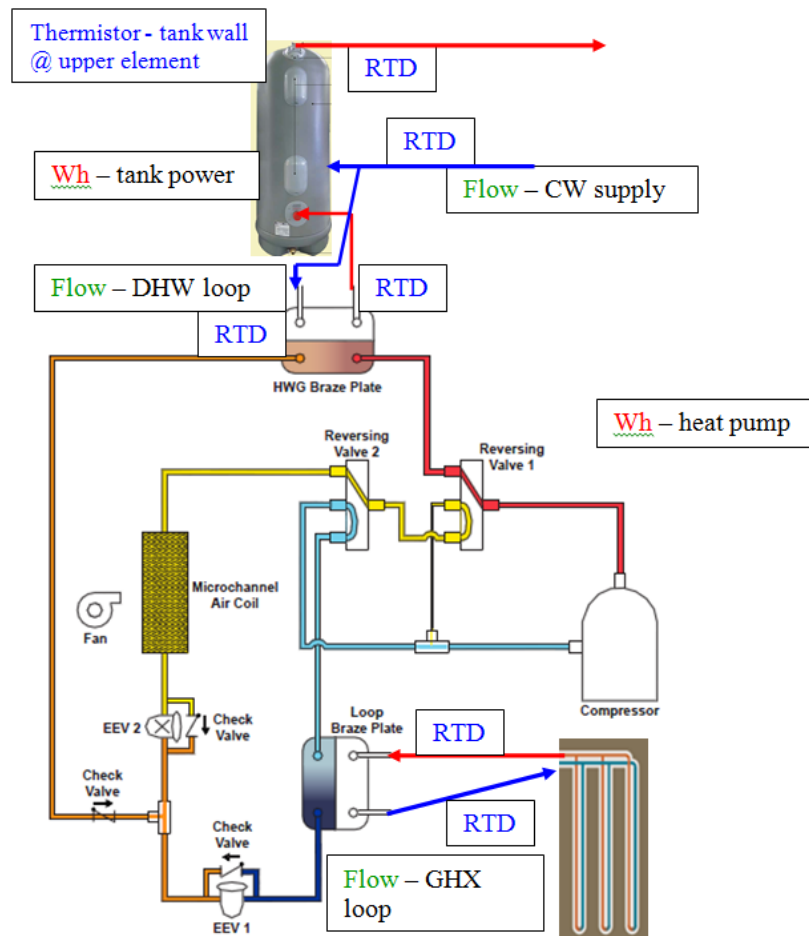 Thermistor - tank wall
@ upper element
RTD
RTD
Wh – tank power
Flow – CW supply
Flow – DHW loop
RTD
RTD
HWG Braze Plate
Wh – heat pump
Reversing
Valve 2
Reversing
Valve 1
Microchannel
Air Coil
Fan
Compressor
EEV 2
Check
Valve
Loop
Braze Plate
RTD
Check
Valve
RTD
Check
Valve
Flow – GHX
loop
EEV 1